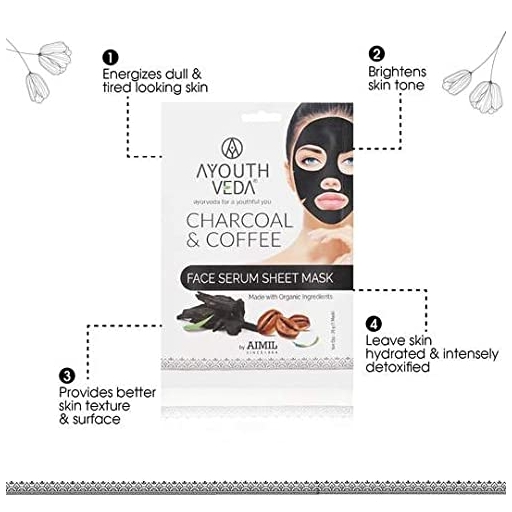 1
Energizes dull &
tired looking skin
2
Brightens
skin tone
AYOUTH
VEDA®
ayurveda for a youthful you
CHARCOAL
& COFFEE
FACE SERUM SHEET MASK
Made with Organic Ingredients
by AIMIL
3
Provides better
skin texture
& surface
4
Leave skin
hydrated & intensely
detoxified